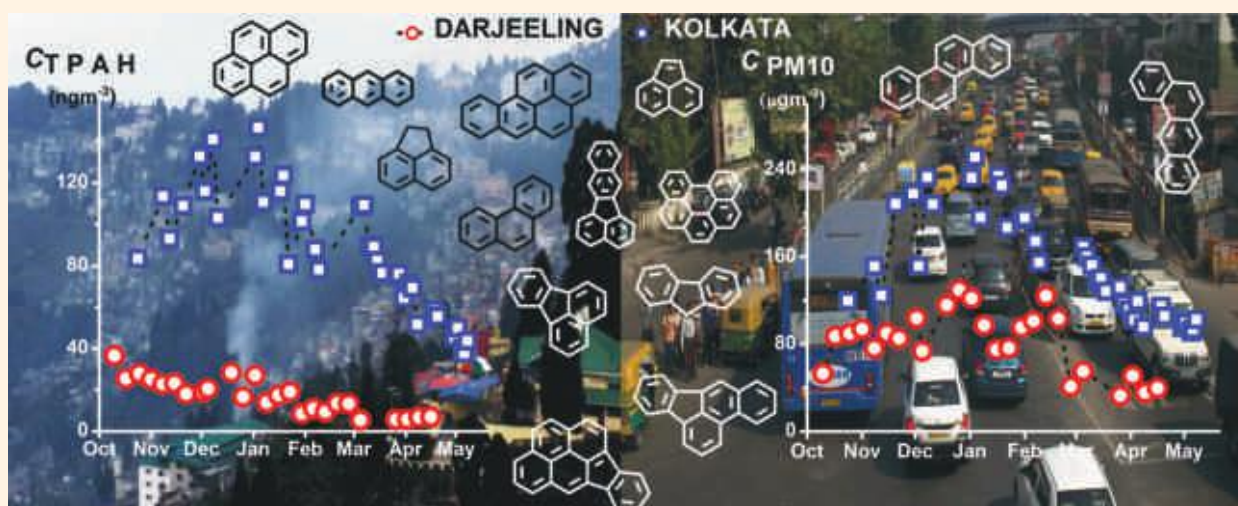 DARJEELING
KOLKATA
CTPAH
(ngm-3)
120
80
40
0
Oct Nov Dec Jan Feb Mar Apr May
CPM10
(µgm-3)
240
160
80
0
Oct Nov Dec Jan Feb Mar Apr May